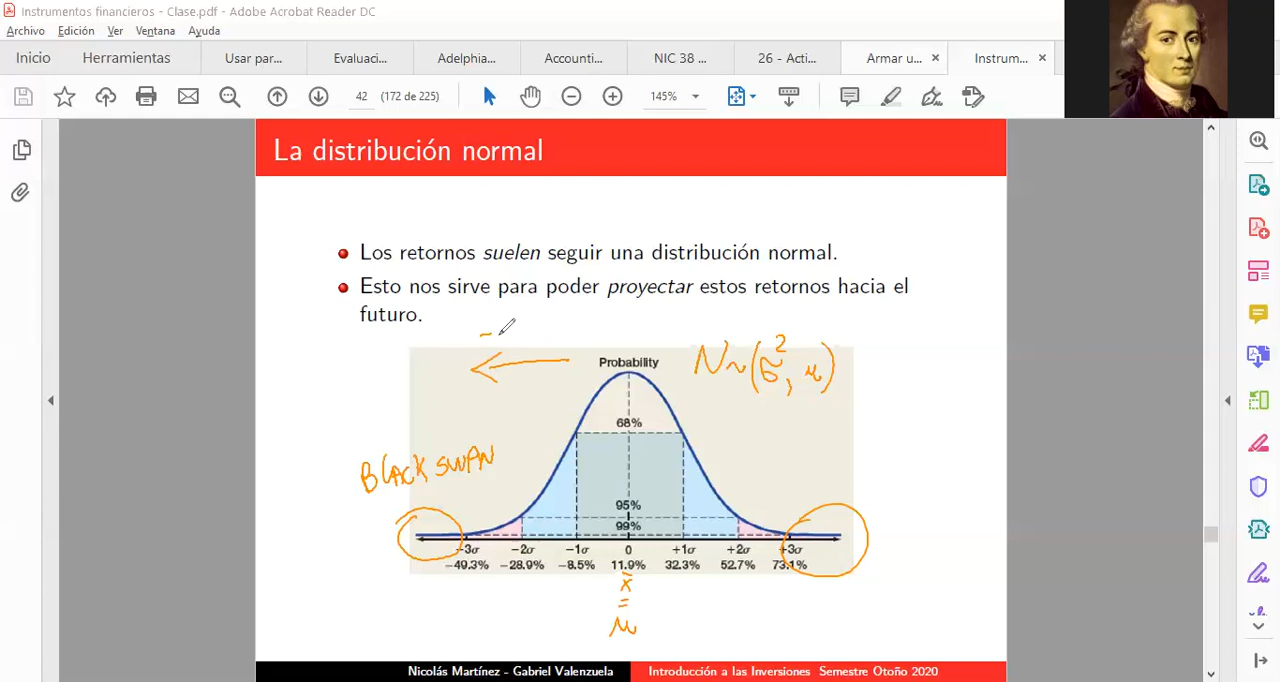 Instrumentos financieros - Clase.pdf - Adobe Acrobat Reader DC
Archivo Edición Ver Ventana Ayuda
Inicio Herramientas Usar par... Evaluaci... Adelphia... Accounti... NIC 38 ... 26 - Acti... Armar u... × Instrum... ×
42 (172 de 225) 145%
La distribución normal
Los retornos suelen seguir una distribución normal.
Esto nos sirve para poder proyectar estos retornos hacia el
futuro.
Probability
N~(σ², μ)
68%
BLACK SWAN
95%
99%
-3σ -2σ -1σ 0 +1σ +2σ +3σ
-49.3% -28.9% -8.5% 11.9% 32.3% 52.7% 73.1%
x̄
=
μ
Nicolás Martínez - Gabriel Valenzuela Introducción a las Inversiones Semestre Otoño 2020